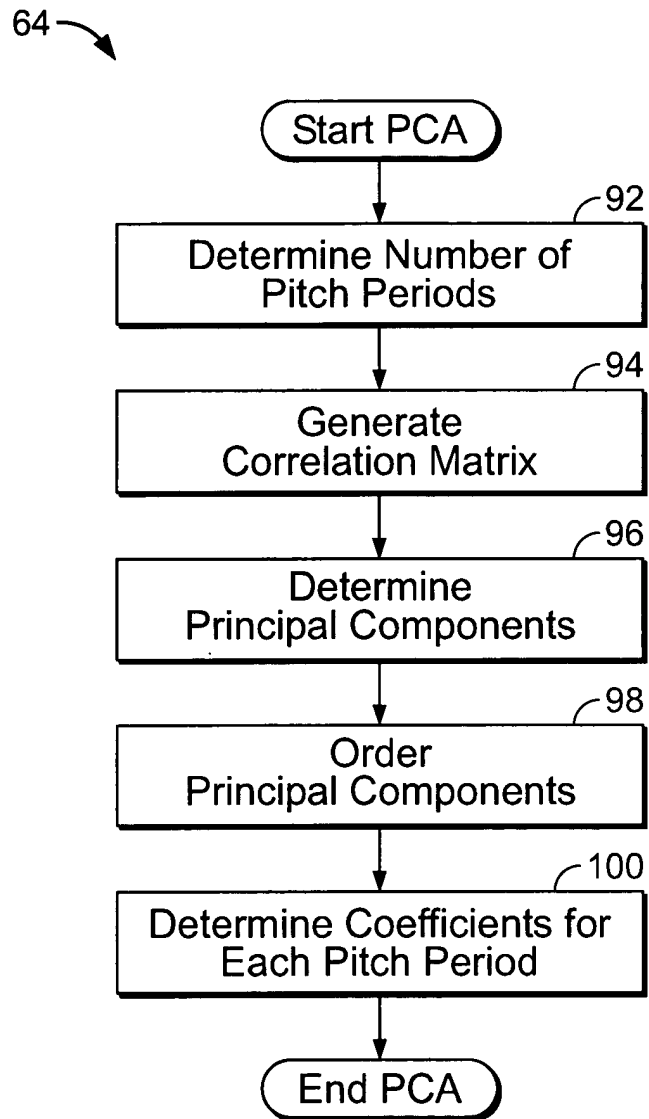 64
Start PCA
92
Determine Number of
Pitch Periods
94
Generate
Correlation Matrix
96
Determine
Principal Components
98
Order
Principal Components
100
Determine Coefficients for
Each Pitch Period
End PCA